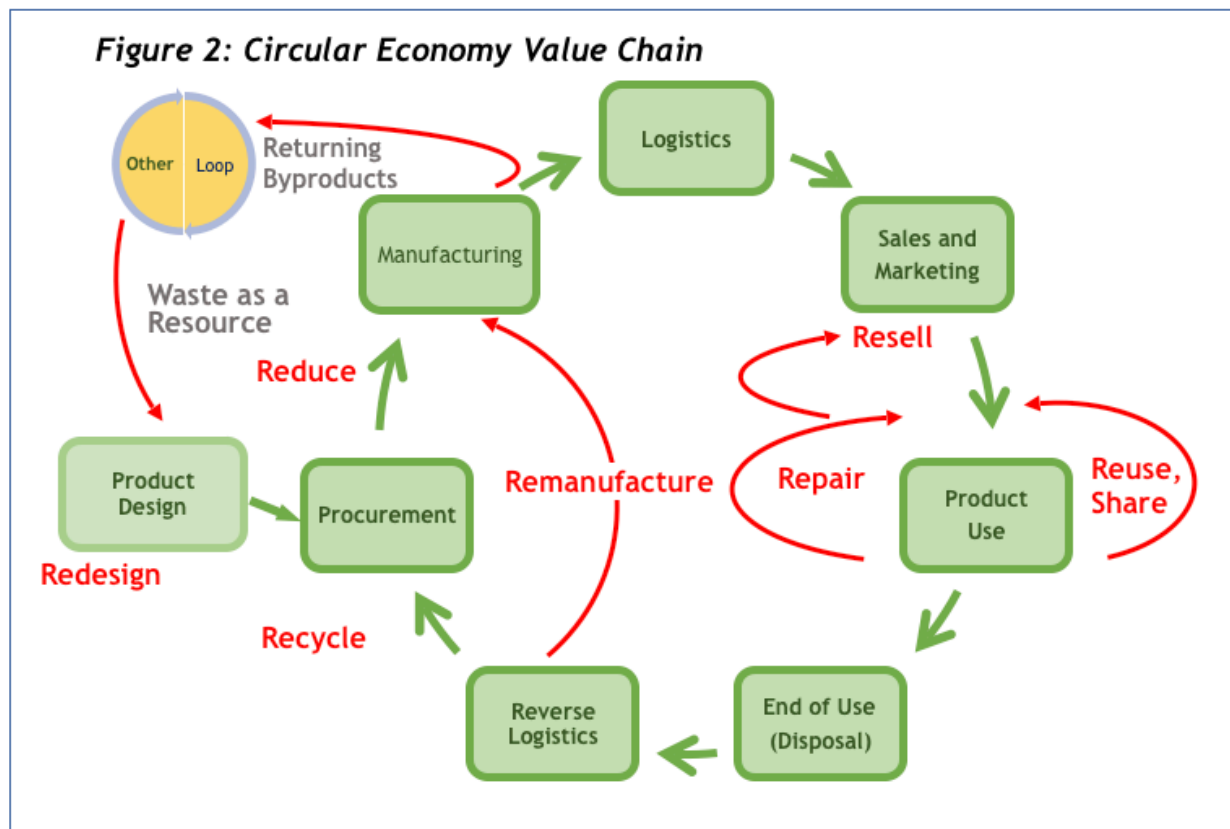 Figure 2: Circular Economy Value Chain
Other
Loop
Returning
Byproducts
Logistics
Manufacturing
Sales and
Marketing
Waste as a
Resource
Reduce
Resell
Product
Design
Procurement
Remanufacture
Repair
Product
Use
Reuse,
Share
Redesign
Recycle
Reverse
Logistics
End of Use
(Disposal)